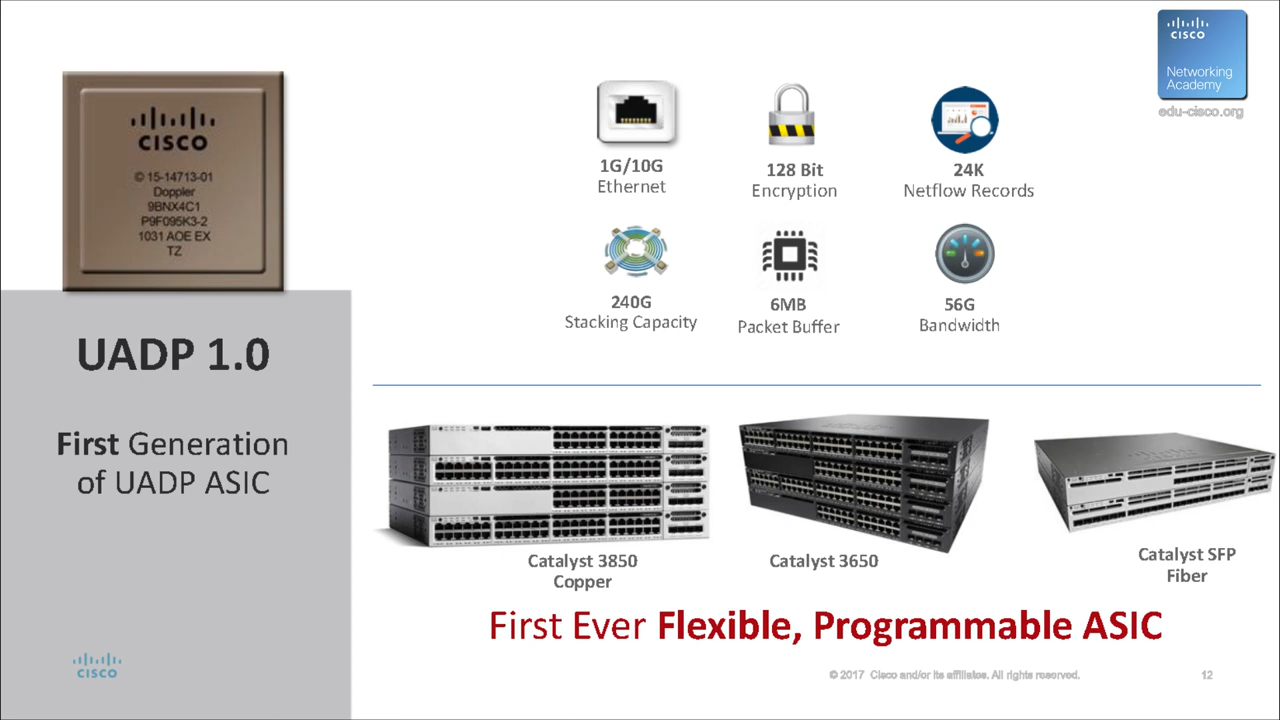 CISCO
Networking
Academy
edu-cisco.org
CISCO
© 15-14713-01
Doppler
9BNX4C1
P9F095K3-2
1031 AOE EX
TZ
1G/10G
Ethernet
128 Bit
Encryption
24K
Netflow Records
240G
Stacking Capacity
6MB
Packet Buffer
56G
Bandwidth
UADP 1.0
First Generation
of UADP ASIC
Catalyst 3850
Copper
Catalyst 3650
Catalyst SFP
Fiber
First Ever Flexible, Programmable ASIC
CISCO
© 2017 Cisco and/or its affiliates. All rights reserved.
12